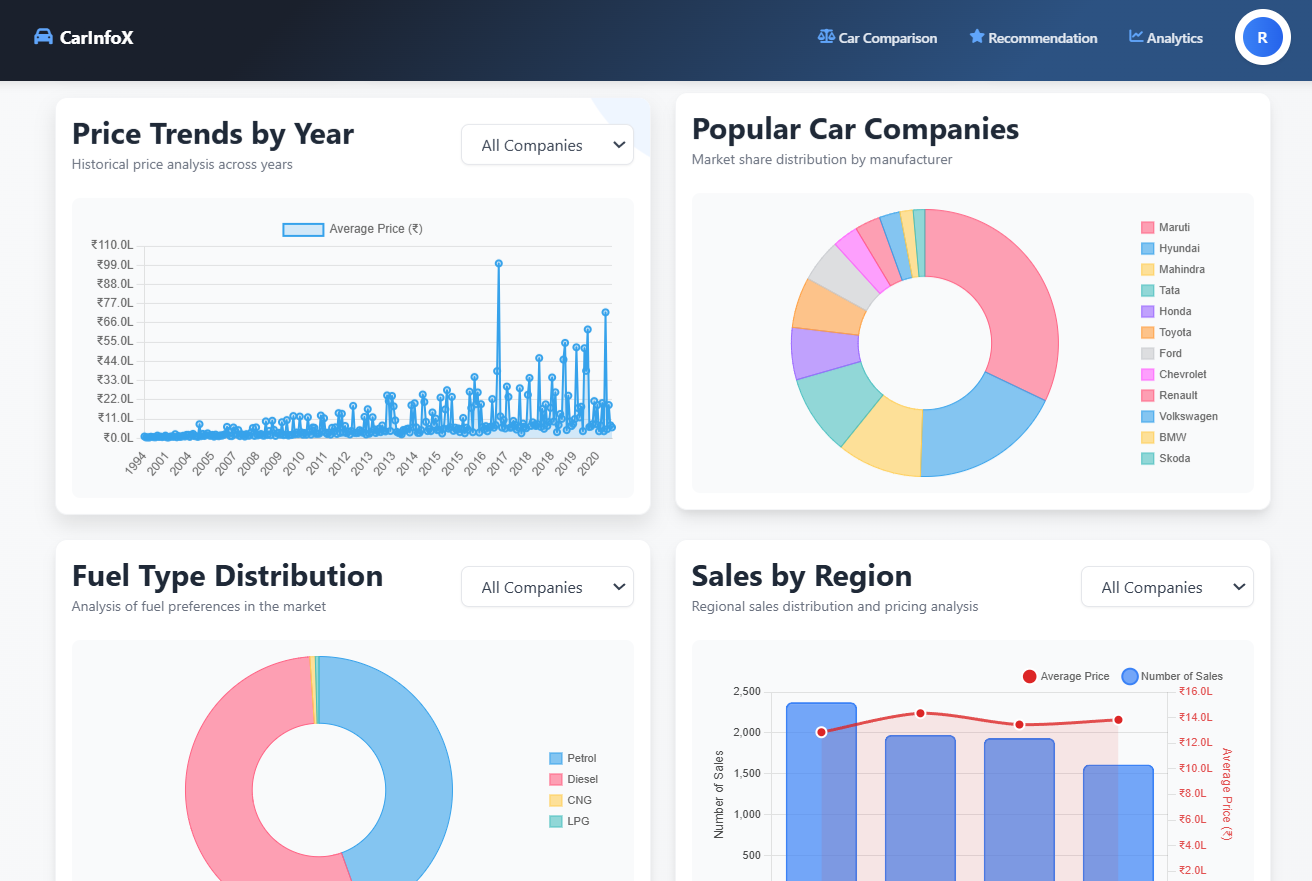 CarInfoX
Car Comparison
Recommendation
Analytics
R
Price Trends by Year
Historical price analysis across years
All Companies
Average Price (₹)
₹110.0L
₹99.0L
₹88.0L
₹77.0L
₹66.0L
₹55.0L
₹44.0L
₹33.0L
₹22.0L
₹11.0L
₹0.0L
1994
2001
2004
2005
2007
2008
2009
2010
2011
2012
2013
2013
2014
2015
2015
2016
2017
2018
2018
2019
2020
Popular Car Companies
Market share distribution by manufacturer
Maruti
Hyundai
Mahindra
Tata
Honda
Toyota
Ford
Chevrolet
Renault
Volkswagen
BMW
Skoda
Fuel Type Distribution
Analysis of fuel preferences in the market
All Companies
Petrol
Diesel
CNG
LPG
Sales by Region
Regional sales distribution and pricing analysis
All Companies
Average Price
Number of Sales
2,500
2,000
1,500
1,000
500
Number of Sales
₹16.0L
₹14.0L
₹12.0L
₹10.0L
₹8.0L
₹6.0L
₹4.0L
₹2.0L
Average Price (₹)